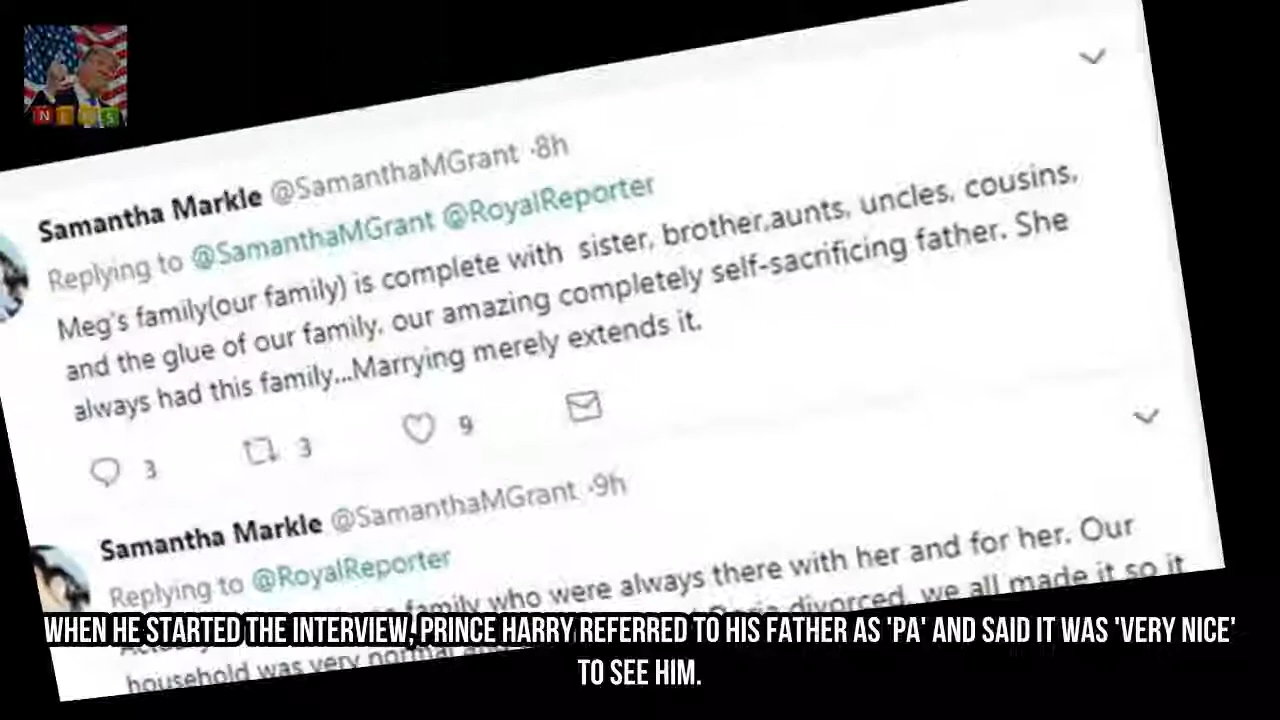 NEWS
Samantha Markle @SamanthaMGrant ·8h
Replying to @SamanthaMGrant @RoyalReporter
Meg's family(our family) is complete with sister, brother,aunts, uncles, cousins,
and the glue of our family, our amazing completely self-sacrificing father. She
always had this family...Marrying merely extends it.
3 3 9
Samantha Markle @SamanthaMGrant ·9h
Replying to @RoyalReporter
family who were always there with her and for her. Our
divorced, we all made it so it
household was very normal
WHEN HE STARTED THE INTERVIEW, PRINCE HARRY REFERRED TO HIS FATHER AS 'PA' AND SAID IT WAS 'VERY NICE'
TO SEE HIM.